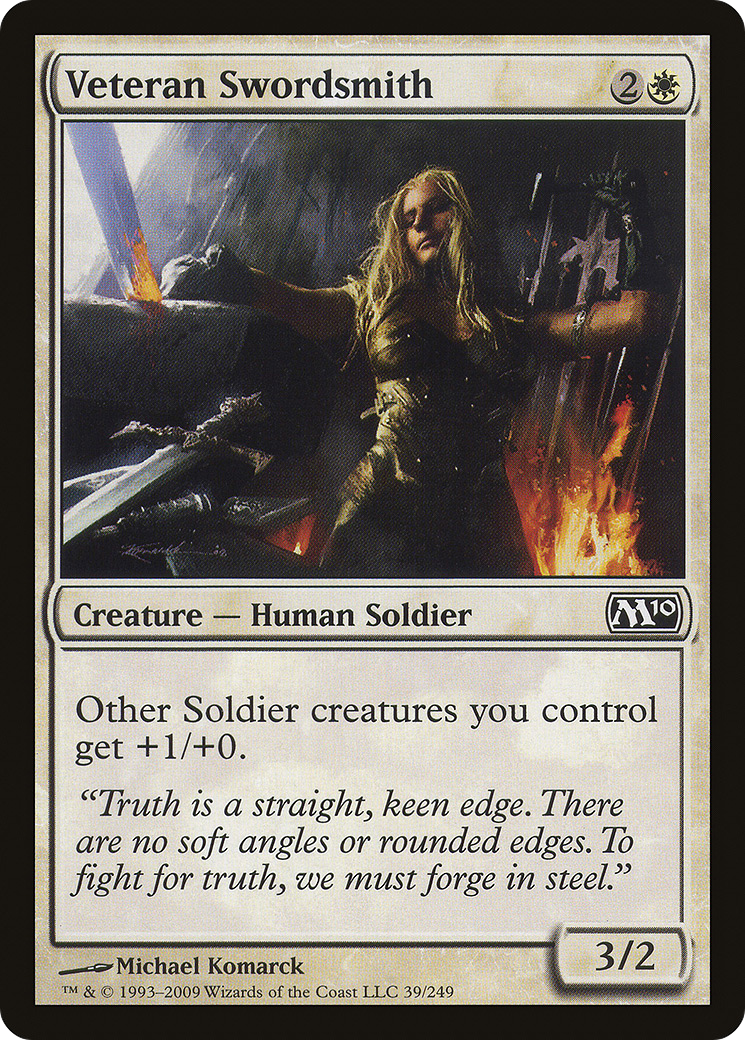 Veteran Swordsmith 2
Creature — Human Soldier M10
Other Soldier creatures you control
get +1/+0.
“Truth is a straight, keen edge. There
are no soft angles or rounded edges. To
fight for truth, we must forge in steel.”
3/2
Michael Komarck
™ & © 1993–2009 Wizards of the Coast LLC 39/249